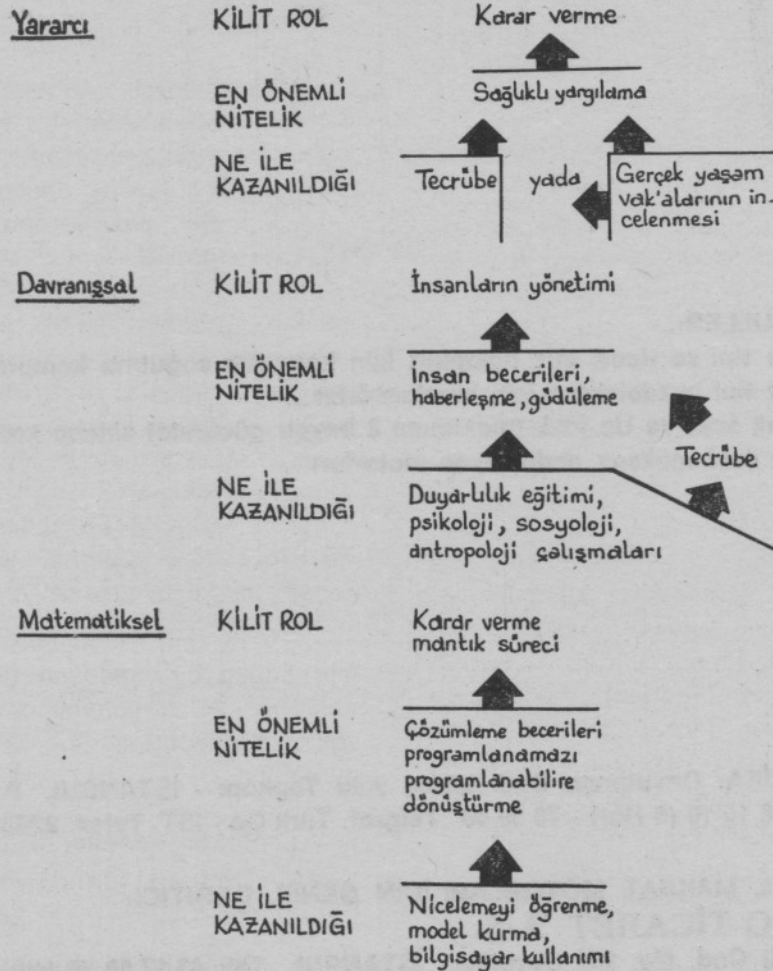 Yararcı KİLİT ROL Karar verme
EN ÖNEMLİ Sağlıklı yargılama
NİTELİK
NE İLE Tecrübe yada Gerçek yaşam
KAZANILDIĞI vak'alarının in-
celenmesi
Davranışsal KİLİT ROL İnsanların yönetimi
EN ÖNEMLİ İnsan becerileri,
NİTELİK haberleşme, güdüleme
Tecrübe
NE İLE Duyarlılık eğitimi,
KAZANILDIĞI psikoloji, sosyoloji,
antropoloji çalışmaları
Matematiksel KİLİT ROL Karar verme
mantık süreci
EN ÖNEMLİ Çözümleme becerileri
NİTELİK programlanamazı
programlanabilire
dönüştürme
NE İLE Nicelemeyi öğrenme,
KAZANILDIĞI model kurma,
bilgisayar kullanımı